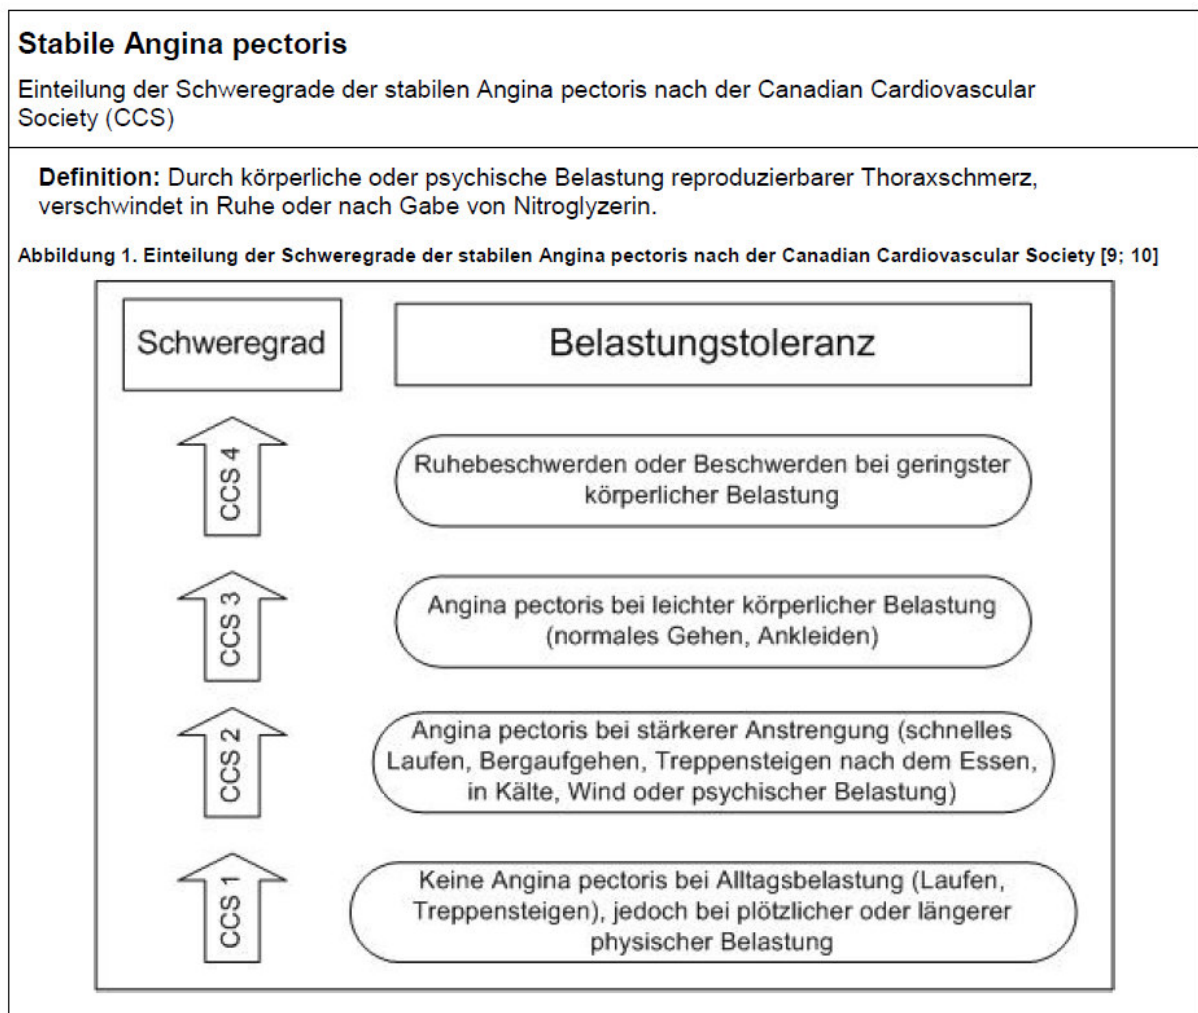 Stabile Angina pectoris
Einteilung der Schweregrade der stabilen Angina pectoris nach der Canadian Cardiovascular
Society (CCS)
Definition: Durch körperliche oder psychische Belastung reproduzierbarer Thoraxschmerz,
verschwindet in Ruhe oder nach Gabe von Nitroglyzerin.
Abbildung 1. Einteilung der Schweregrade der stabilen Angina pectoris nach der Canadian Cardiovascular Society [9; 10]
Schweregrad
Belastungstoleranz
CCS 4
Ruhebeschwerden oder Beschwerden bei geringster
körperlicher Belastung
CCS 3
Angina pectoris bei leichter körperlicher Belastung
(normales Gehen, Ankleiden)
CCS 2
Angina pectoris bei stärkerer Anstrengung (schnelles
Laufen, Bergaufgehen, Treppensteigen nach dem Essen,
in Kälte, Wind oder psychischer Belastung)
CCS 1
Keine Angina pectoris bei Alltagsbelastung (Laufen,
Treppensteigen), jedoch bei plötzlicher oder längerer
physischer Belastung